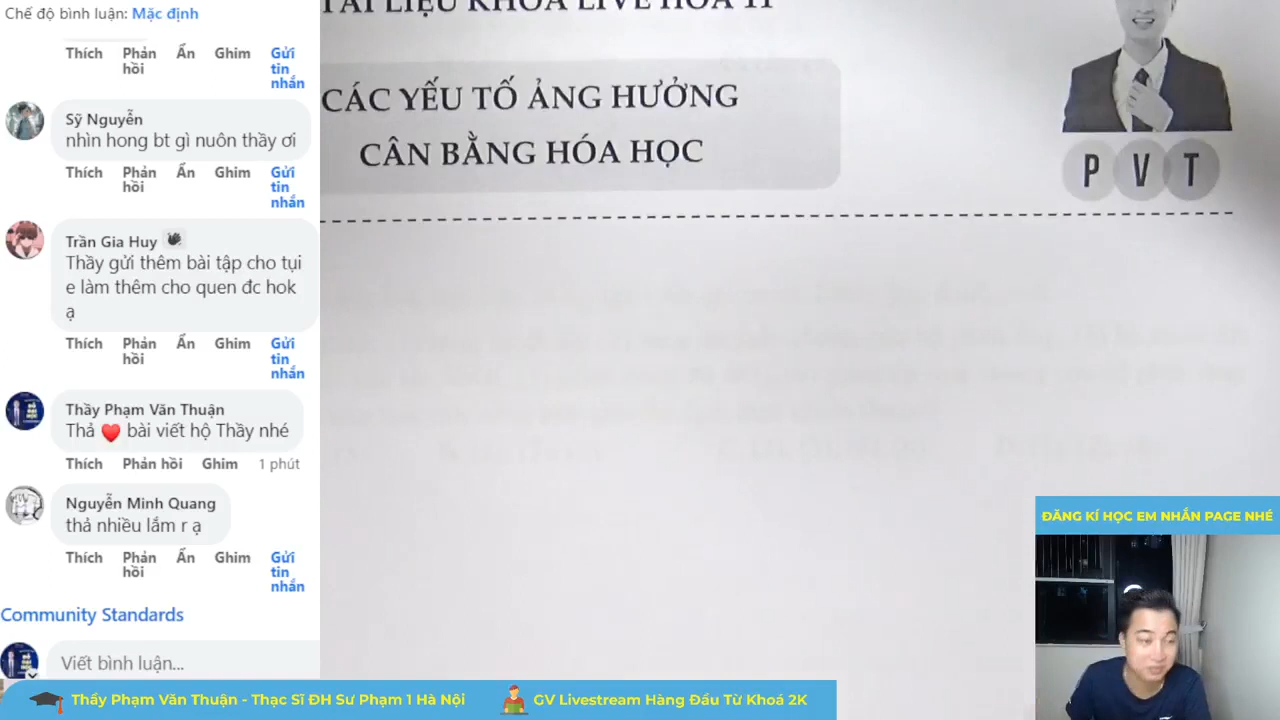 Chế độ bình luận: Mặc định
Thích Phản hồi Ẩn Ghim Gửi tin nhắn
Sỹ Nguyễn
nhìn hong bt gì nuôn thầy ơi
Thích Phản hồi Ẩn Ghim Gửi tin nhắn
Trần Gia Huy
Thầy gửi thêm bài tập cho tụi
e làm thêm cho quen đc hok
ạ
Thích Phản hồi Ẩn Ghim Gửi tin nhắn
Thầy Phạm Văn Thuận
Thả ❤️ bài viết hộ Thầy nhé
Thích Phản hồi Ghim 1 phút
Nguyễn Minh Quang
thả nhiều lắm r ạ
Thích Phản hồi Ẩn Ghim Gửi tin nhắn
Community Standards
Viết bình luận...
TÀI LIỆU KHOÁ LIVE HOÁ 11
CÁC YẾU TỐ ẢNG HƯỞNG
CÂN BẰNG HÓA HỌC
P V T
ĐĂNG KÍ HỌC EM NHẮN PAGE NHÉ
Thầy Phạm Văn Thuận - Thạc Sĩ ĐH Sư Phạm 1 Hà Nội
GV Livestream Hàng Đầu Từ Khoá 2K